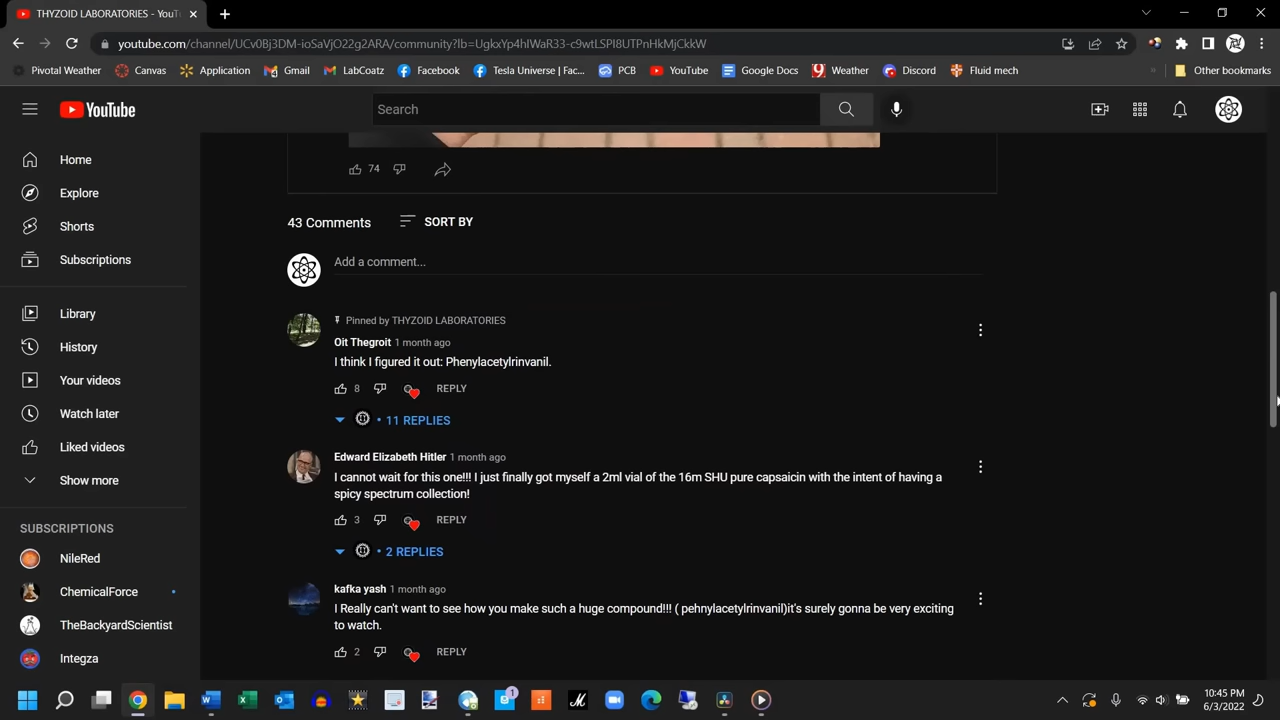 THYZOID LABORATORIES - YouTu
youtube.com/channel/UCv0Bj3DM-ioSaVjO22g2ARA/community?lb=UgkxYp4hIWaR33-c9wtLSPI8UTPnHkMjCkkW
Pivotal Weather
Canvas
Application
Gmail
LabCoatz
Facebook
Tesla Universe | Fac...
PCB
YouTube
Google Docs
Weather
Discord
Fluid mech
»
Other bookmarks
YouTube
Search
Home
Explore
Shorts
Subscriptions
Library
History
Your videos
Watch later
Liked videos
Show more
SUBSCRIPTIONS
NileRed
ChemicalForce
TheBackyardScientist
Integza
74
43 Comments
SORT BY
Add a comment...
Pinned by THYZOID LABORATORIES
Oit Thegroit 1 month ago
I think I figured it out: Phenylacetylrinvanil.
8 REPLY
• 11 REPLIES
Edward Elizabeth Hitler 1 month ago
I cannot wait for this one!!! I just finally got myself a 2ml vial of the 16m SHU pure capsaicin with the intent of having a
spicy spectrum collection!
3 REPLY
• 2 REPLIES
kafka yash 1 month ago
I Really can't want to see how you make such a huge compound!!! ( pehnylacetylrinvanil)it's surely gonna be very exciting
to watch.
2 REPLY
1
10:45 PM
6/3/2022